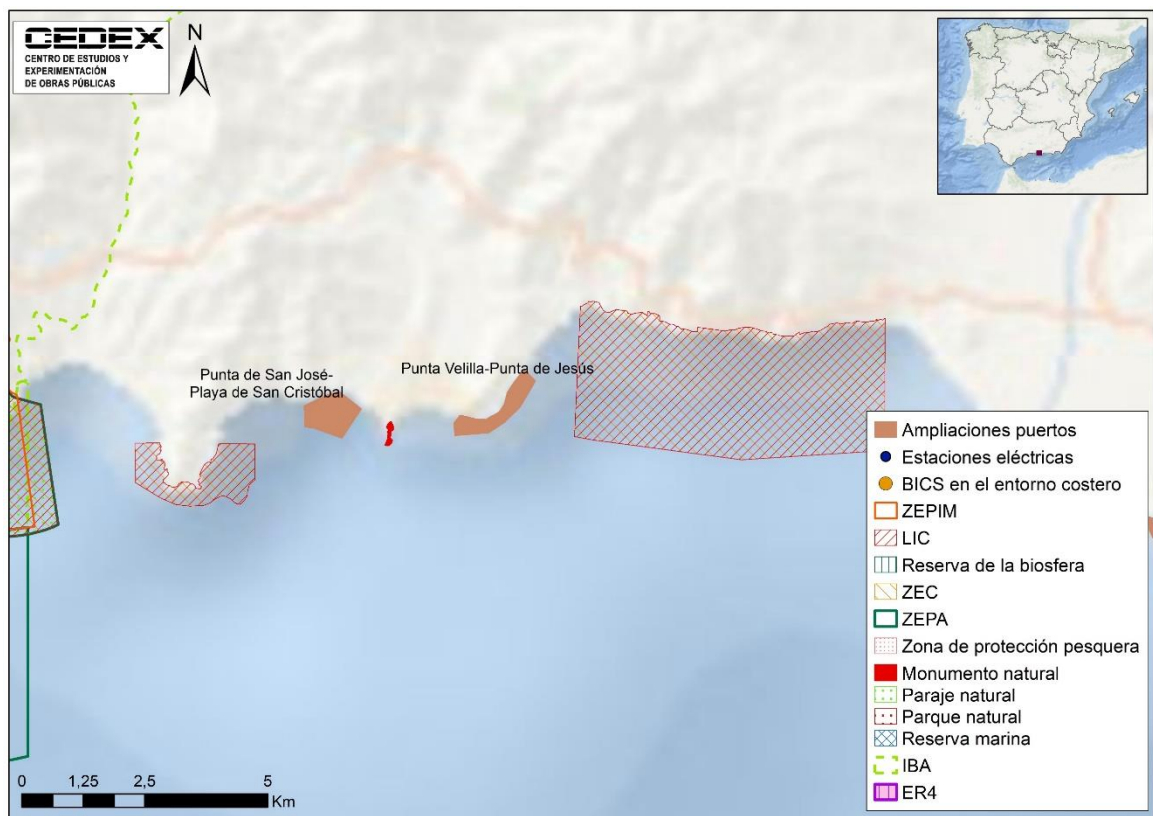 CEDEX
CENTRO DE ESTUDIOS Y
EXPERIMENTACIÓN
DE OBRAS PÚBLICAS
N
Punta de San José-
Playa de San Cristóbal
Punta Velilla-Punta de Jesús
Ampliaciones puertos
Estaciones eléctricas
BICS en el entorno costero
ZEPIM
LIC
Reserva de la biosfera
ZEC
ZEPA
Zona de protección pesquera
Monumento natural
Paraje natural
Parque natural
Reserva marina
IBA
ER4
0 1,25 2,5 5
Km